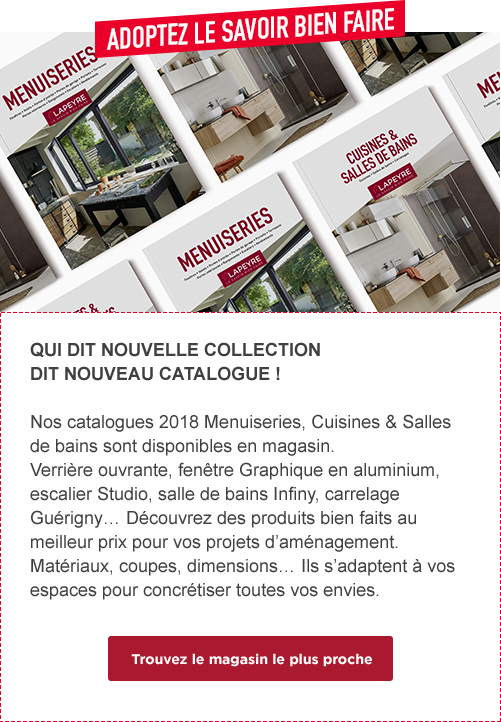 ADOPTEZ LE SAVOIR BIEN FAIRE
MENUISERIES
LAPEYRE
CUISINES &
SALLES DE BAINS
LAPEYRE
MENUISERIES
LAPEYRE
QUI DIT NOUVELLE COLLECTION
DIT NOUVEAU CATALOGUE !
Nos catalogues 2018 Menuiseries, Cuisines & Salles
de bains sont disponibles en magasin.
Verrière ouvrante, fenêtre Graphique en aluminium,
escalier Studio, salle de bains Infiny, carrelage
Guérigny… Découvrez des produits bien faits au
meilleur prix pour vos projets d’aménagement.
Matériaux, coupes, dimensions… Ils s’adaptent à vos
espaces pour concrétiser toutes vos envies.
Trouvez le magasin le plus proche